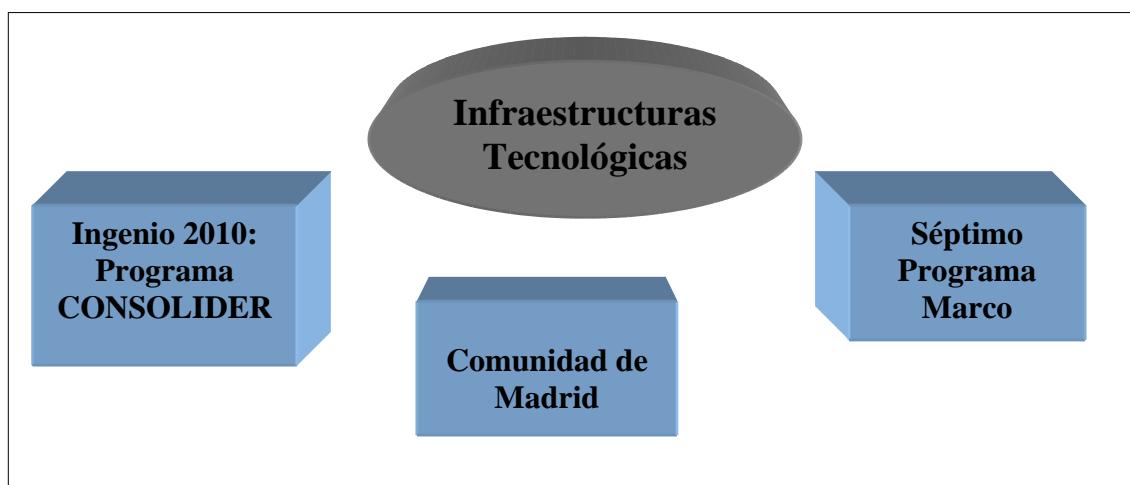 Infraestructuras
Tecnológicas
Ingenio 2010:
Programa
CONSOLIDER
Comunidad de
Madrid
Séptimo
Programa
Marco